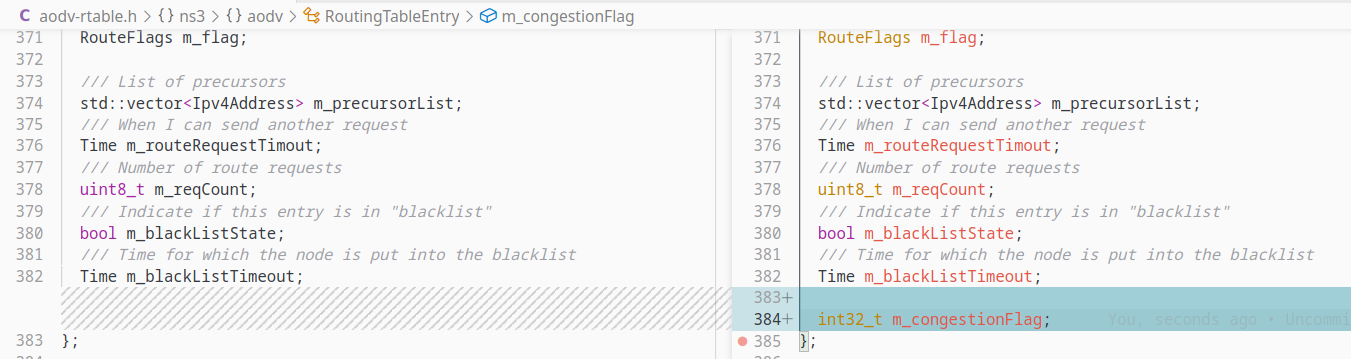 C aodv-rtable.h > {} ns3 > {} aodv > RoutingTableEntry > m_congestionFlag
371 RouteFlags m_flag;
372
373 /// List of precursors
374 std::vector<Ipv4Address> m_precursorList;
375 /// When I can send another request
376 Time m_routeRequestTimout;
377 /// Number of route requests
378 uint8_t m_reqCount;
379 /// Indicate if this entry is in "blacklist"
380 bool m_blackListState;
381 /// Time for which the node is put into the blacklist
382 Time m_blackListTimeout;
383 };
371 RouteFlags m_flag;
372
373 /// List of precursors
374 std::vector<Ipv4Address> m_precursorList;
375 /// When I can send another request
376 Time m_routeRequestTimout;
377 /// Number of route requests
378 uint8_t m_reqCount;
379 /// Indicate if this entry is in "blacklist"
380 bool m_blackListState;
381 /// Time for which the node is put into the blacklist
382 Time m_blackListTimeout;
383+
384+ int32_t m_congestionFlag; You, seconds ago • Uncommi
385 };